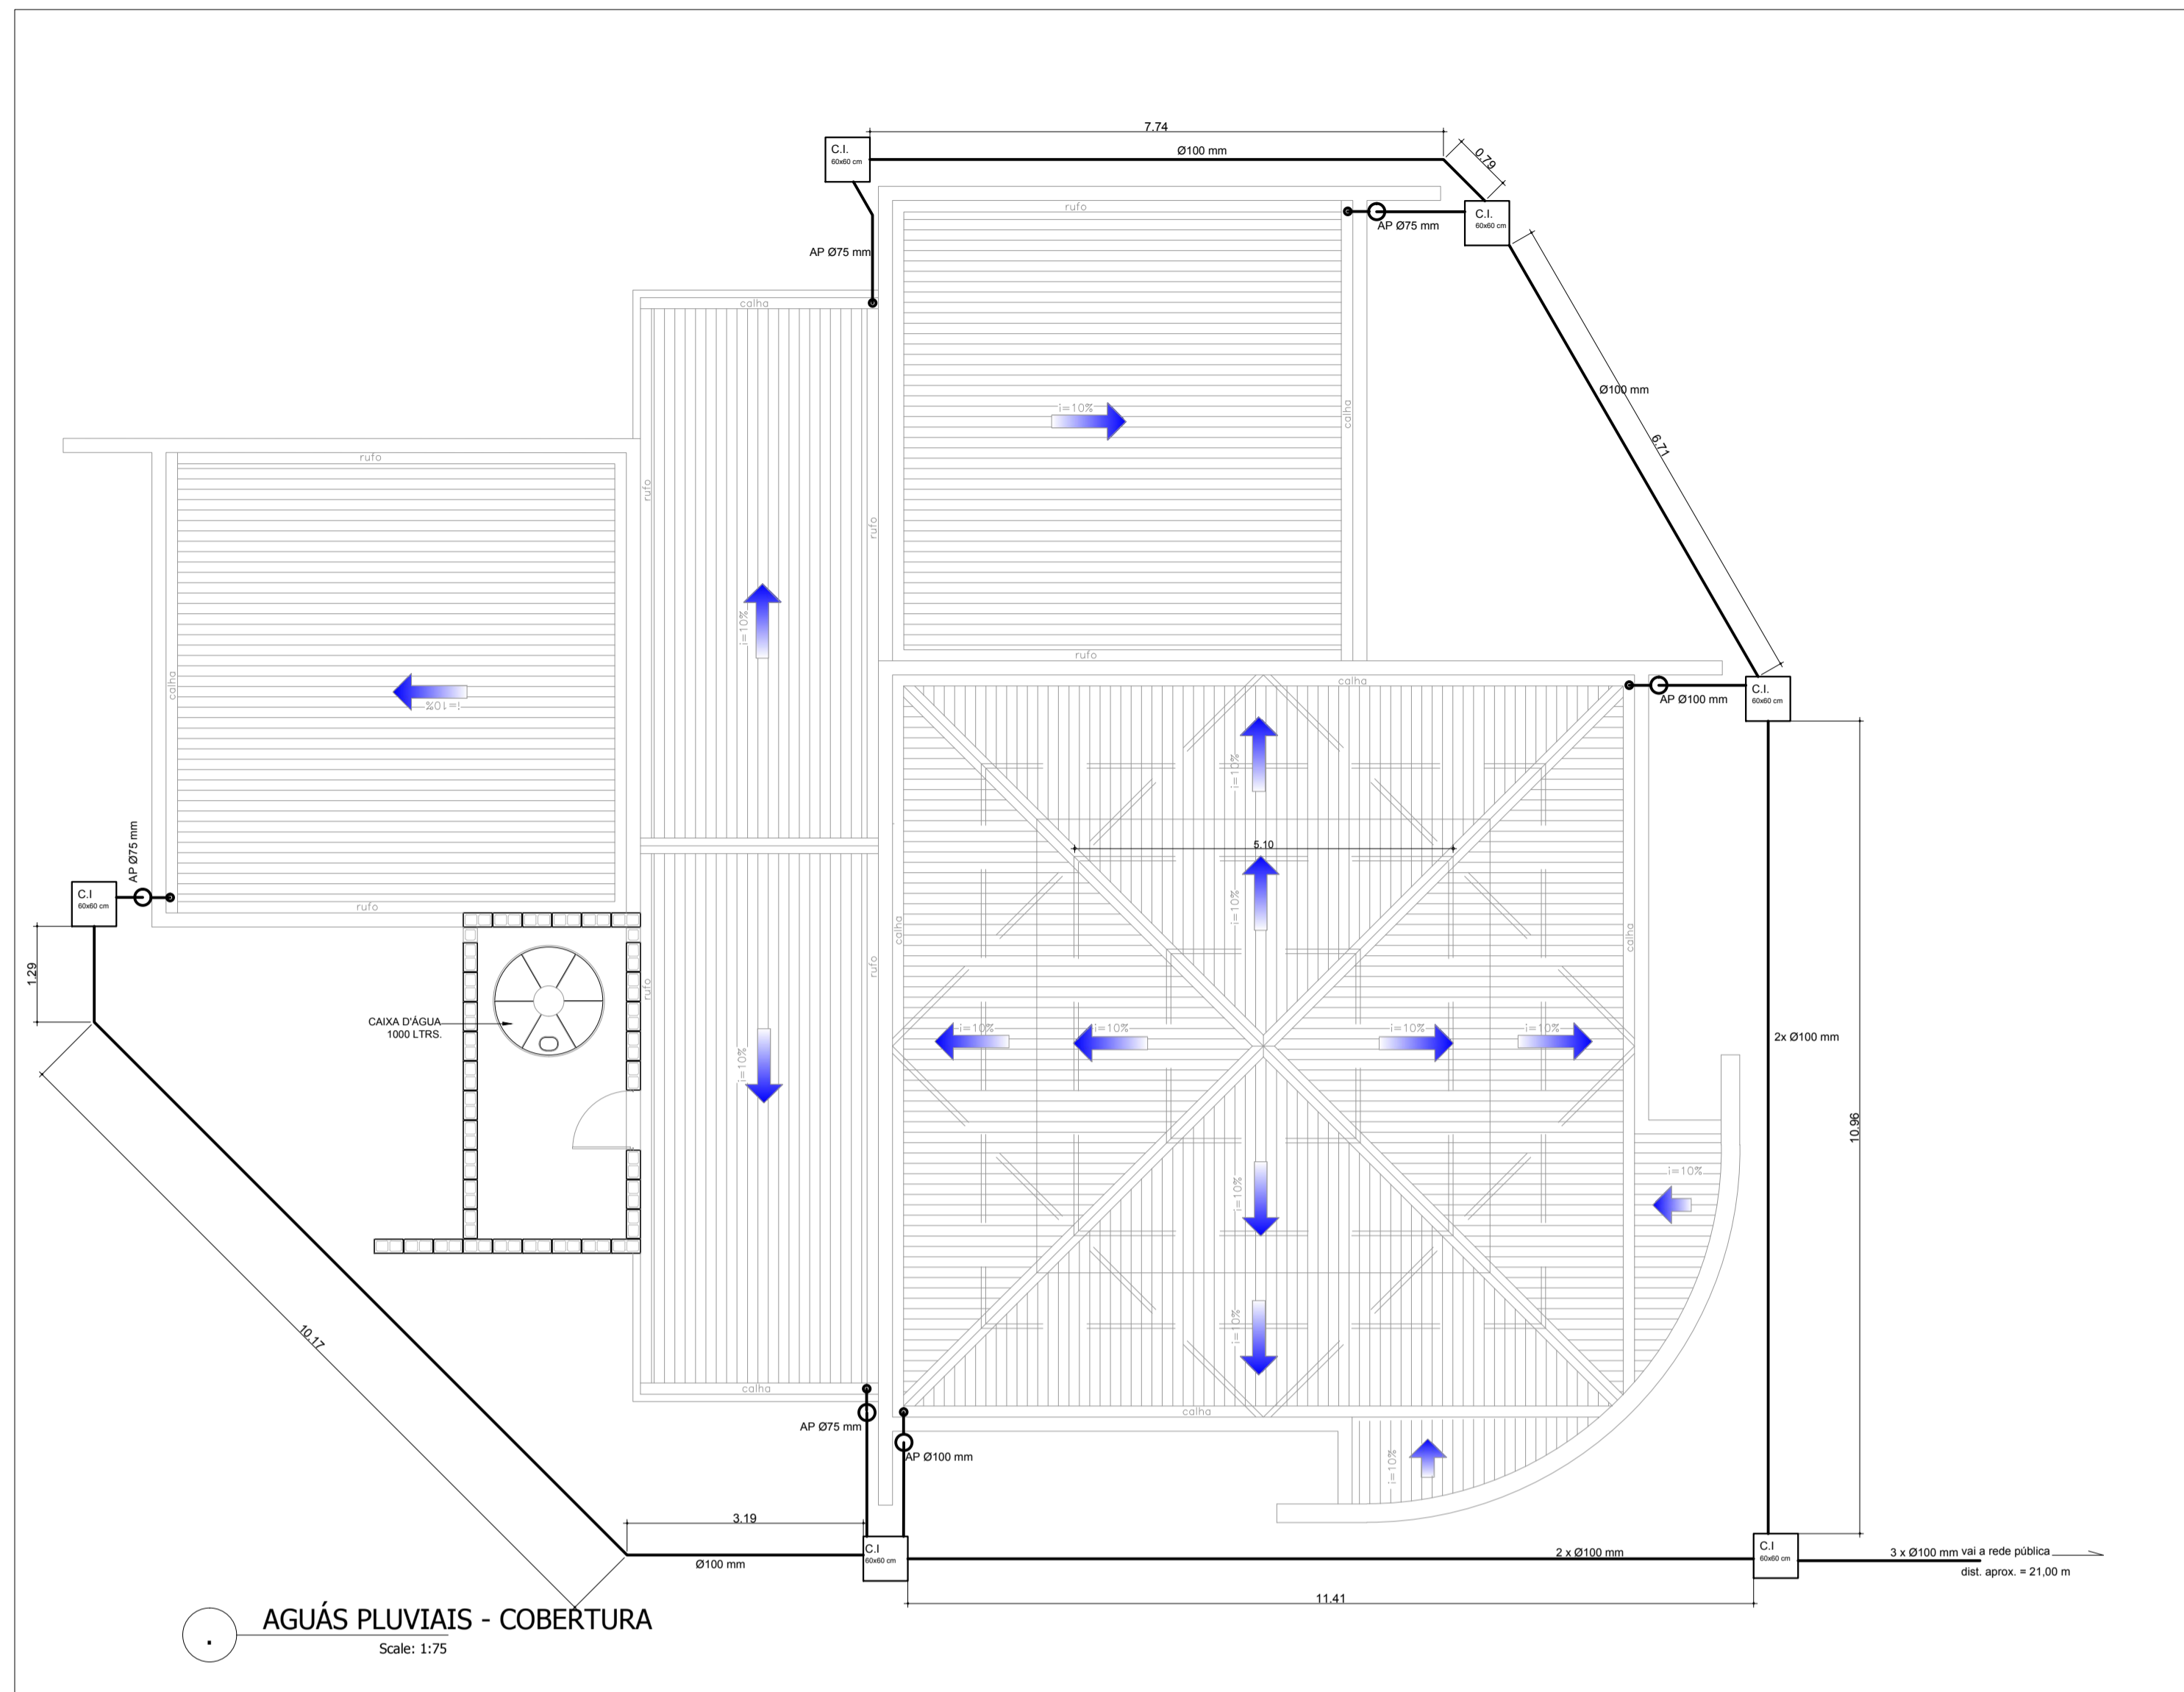 7.74
C.I.
60x60 cm
Ø100 mm
0.79
rufo
C.I.
60x60 cm
AP Ø75 mm
AP Ø75 mm
calha
Ø100 mm
i=10%
calha
6.71
rufo
rufo
rufo
i=10%
rufo
calha
calha
C.I.
60x60 cm
i=10%
AP Ø100 mm
i=10%
5.10
AP Ø75 mm
C.I
60x60 cm
rufo
i=10%
calha
calha
1.29
rufo
rufo
CAIXA D'ÁGUA
1000 LTRS.
i=10%
i=10%
i=10%
i=10%
2x Ø100 mm
i=10%
10.96
i=10%
i=10%
10.17
i=10%
calha
calha
AP Ø75 mm
AP Ø100 mm
i=10%
3.19
C.I
60x60 cm
Ø100 mm
2 x Ø100 mm
C.I
60x60 cm
3 x Ø100 mm vai a rede pública
dist. aprox. = 21,00 m
11.41
.
AGUÁS PLUVIAIS - COBERTURA
Scale: 1:75